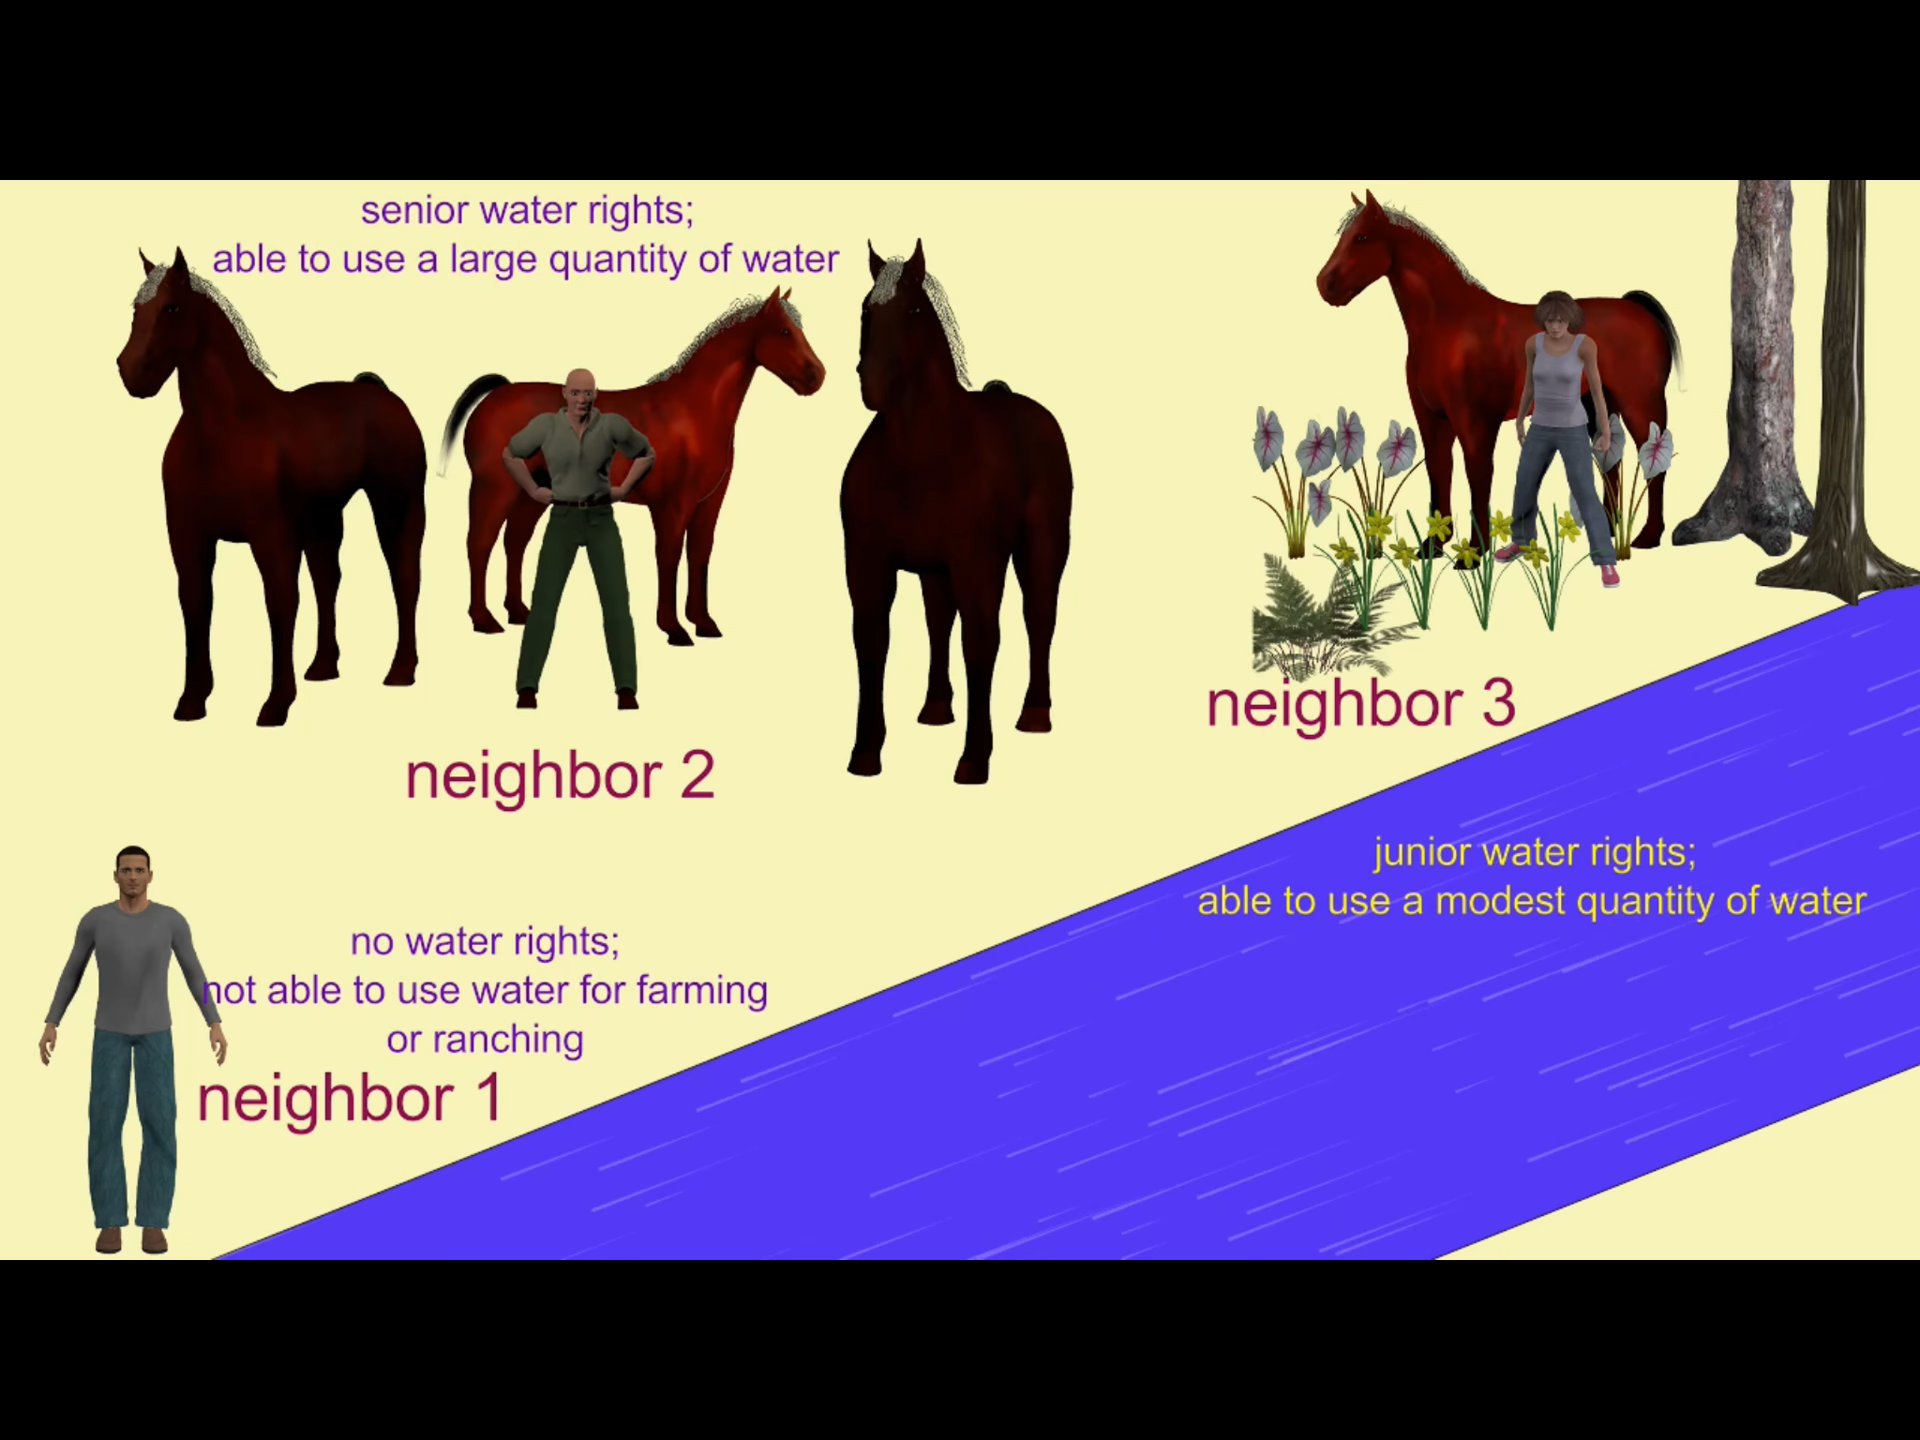 senior water rights;
able to use a large quantity of water
neighbor 2
neighbor 3
junior water rights;
able to use a modest quantity of water
no water rights;
not able to use water for farming
or ranching
neighbor 1